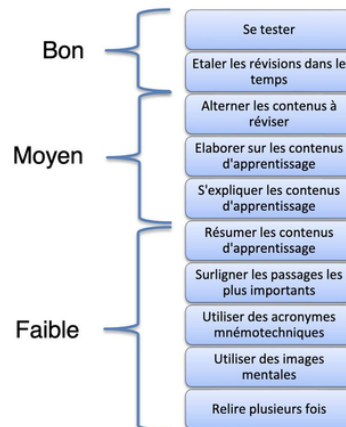 Bon
Se tester
Etaler les révisions dans le
temps
Moyen
Alterner les contenus à
réviser
Elaborer sur les contenus
d'apprentissage
S'expliquer les contenus
d'apprentissage
Faible
Résumer les contenus
d'apprentissage
Surligner les passages les
plus importants
Utiliser des acronymes
mnémotechniques
Utiliser des images
mentales
Relire plusieurs fois